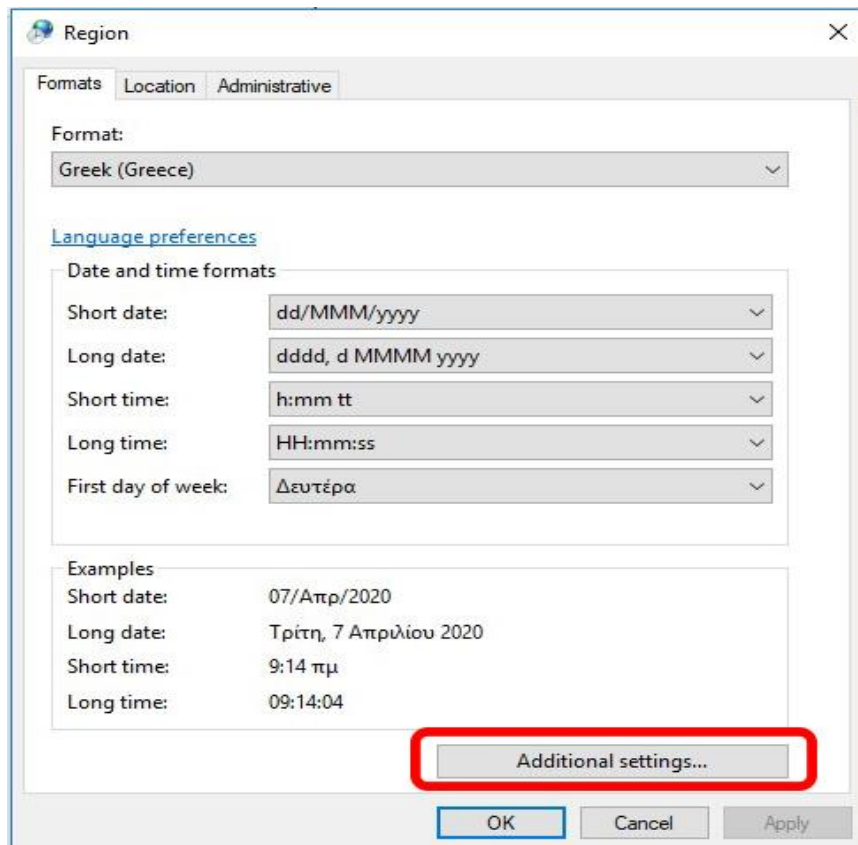 Region
Formats Location Administrative
Format:
Greek (Greece)
Language preferences
Date and time formats
Short date: dd/MMM/yyyy
Long date: dddd, d MMMM yyyy
Short time: h:mm tt
Long time: HH:mm:ss
First day of week: Δευτέρα
Examples
Short date: 07/Απρ/2020
Long date: Τρίτη, 7 Απριλίου 2020
Short time: 9:14 πμ
Long time: 09:14:04
Additional settings...
OK Cancel Apply